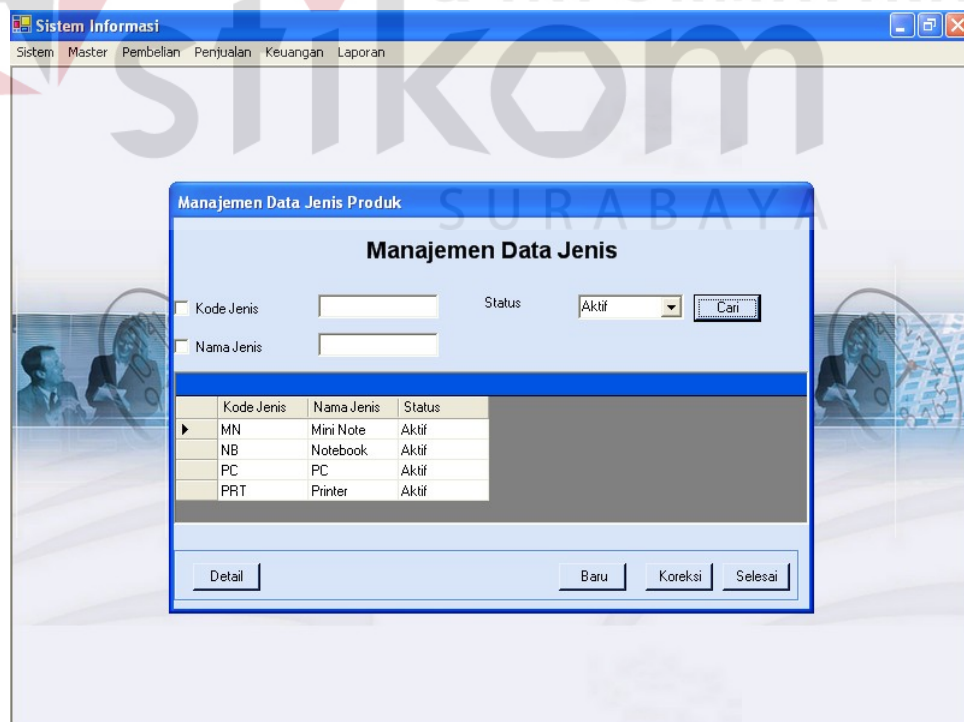 Sistem Informasi
Sistem Master Pembelian Penjualan Keuangan Laporan
stikom
SURABAYA
Manajemen Data Jenis Produk
Manajemen Data Jenis
Kode Jenis Status Aktif Cari
Nama Jenis
Kode Jenis Nama Jenis Status
MN Mini Note Aktif
NB Notebook Aktif
PC PC Aktif
PRT Printer Aktif
Detail Baru Koreksi Selesai